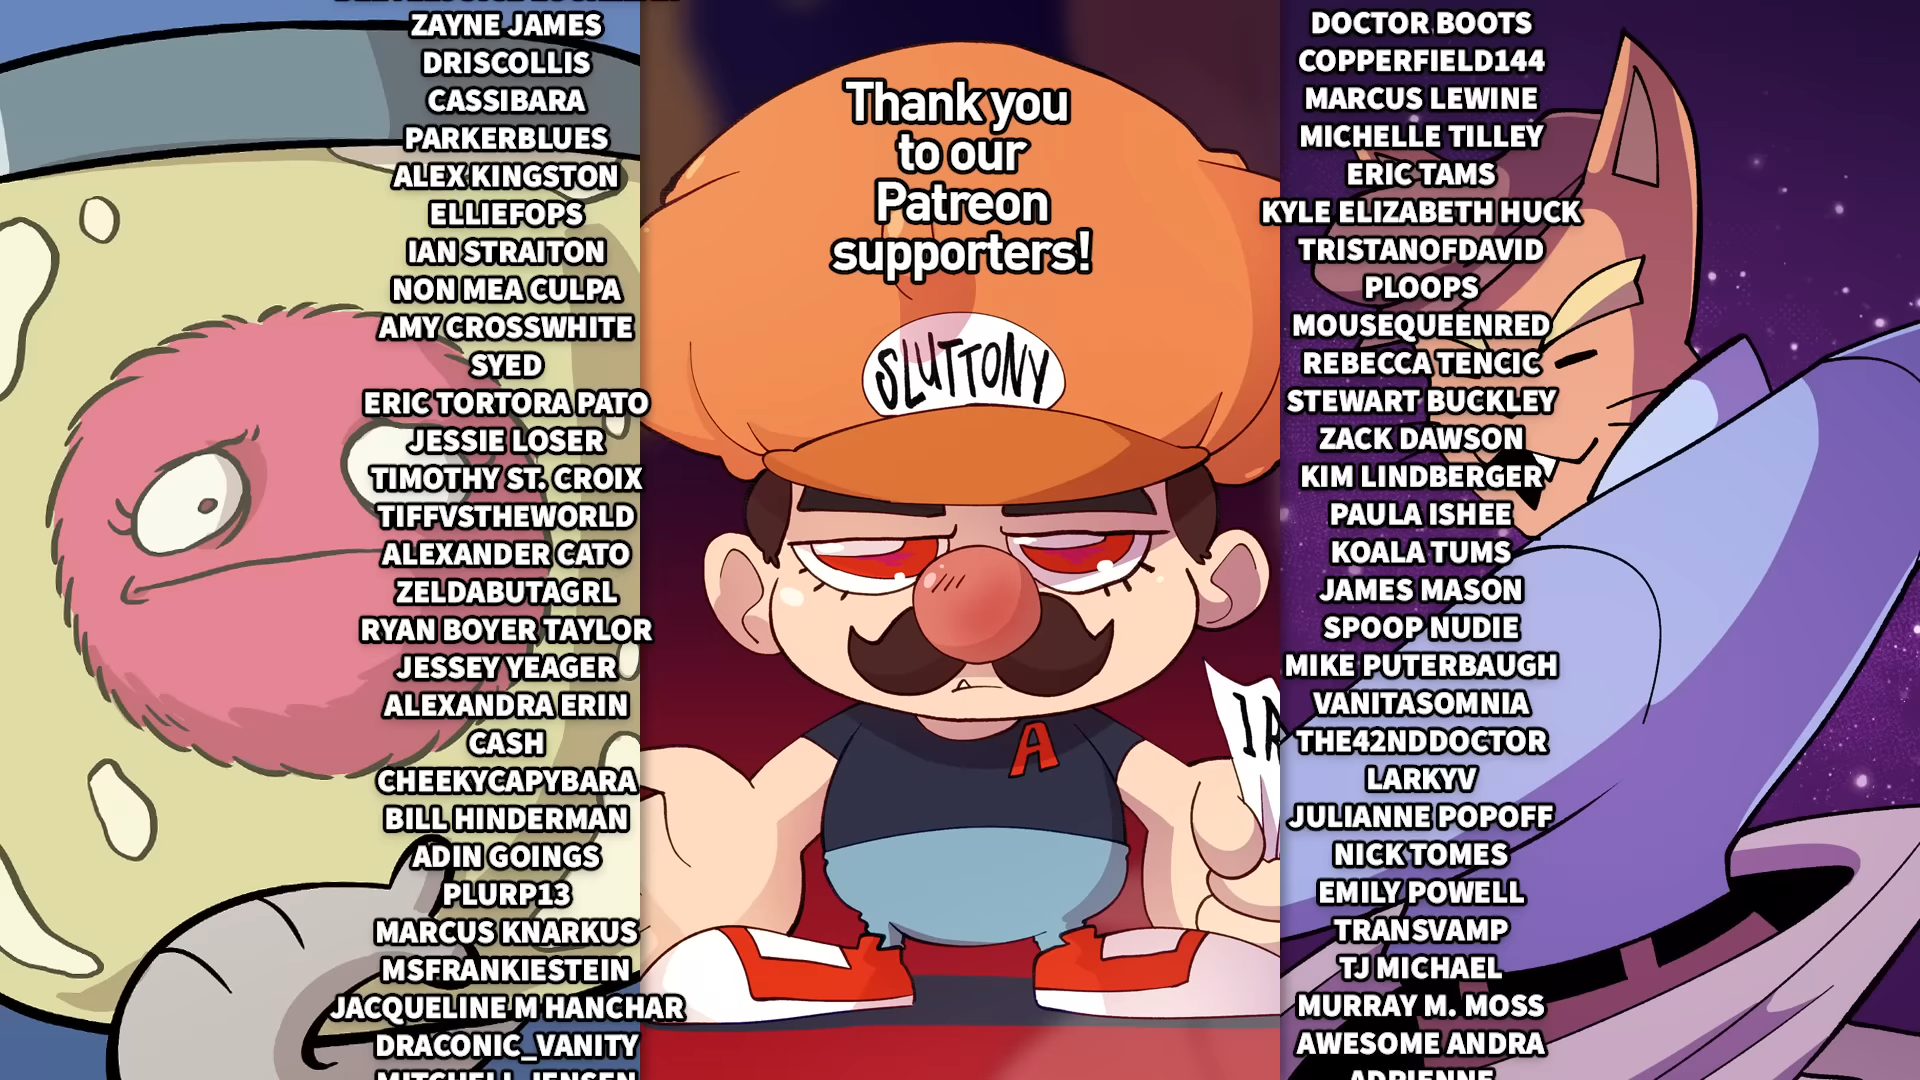 ZAYNE JAMES
DRISCOLLIS
CASSIBARA
PARKERBLUES
ALEX KINGSTON
ELLIEFOPS
IAN STRAITON
NON MEA CULPA
AMY CROSSWHITE
SYED
ERIC TORTORA PATO
JESSIE LOSER
TIMOTHY ST. CROIX
TIFFVSTHEWORLD
ALEXANDER CATO
ZELDABUTAGRL
RYAN BOYER TAYLOR
JESSEY YEAGER
ALEXANDRA ERIN
CASH
CHEEKYCAPYBARA
BILL HINDERMAN
ADIN GOINGS
PLURP13
MARCUS KNARKUS
MSFRANKIESTEIN
JACQUELINE M HANCHAR
DRACONIC_VANITY
MITCHELL JENSEN
Thank you
to our
Patreon
supporters!
SLUTTONY
A
DOCTOR BOOTS
COPPERFIELD144
MARCUS LEWINE
MICHELLE TILLEY
ERIC TAMS
KYLE ELIZABETH HUCK
TRISTANOFDAVID
PLOOPS
MOUSEQUEENRED
REBECCA TENCIC
STEWART BUCKLEY
ZACK DAWSON
KIM LINDBERGER
PAULA ISHEE
KOALA TUMS
JAMES MASON
SPOOP NUDIE
MIKE PUTERBAUGH
VANITASOMNIA
THE42NDDOCTOR
LARKYV
JULIANNE POPOFF
NICK TOMES
EMILY POWELL
TRANSVAMP
TJ MICHAEL
MURRAY M. MOSS
AWESOME ANDRA
ADRIENNE